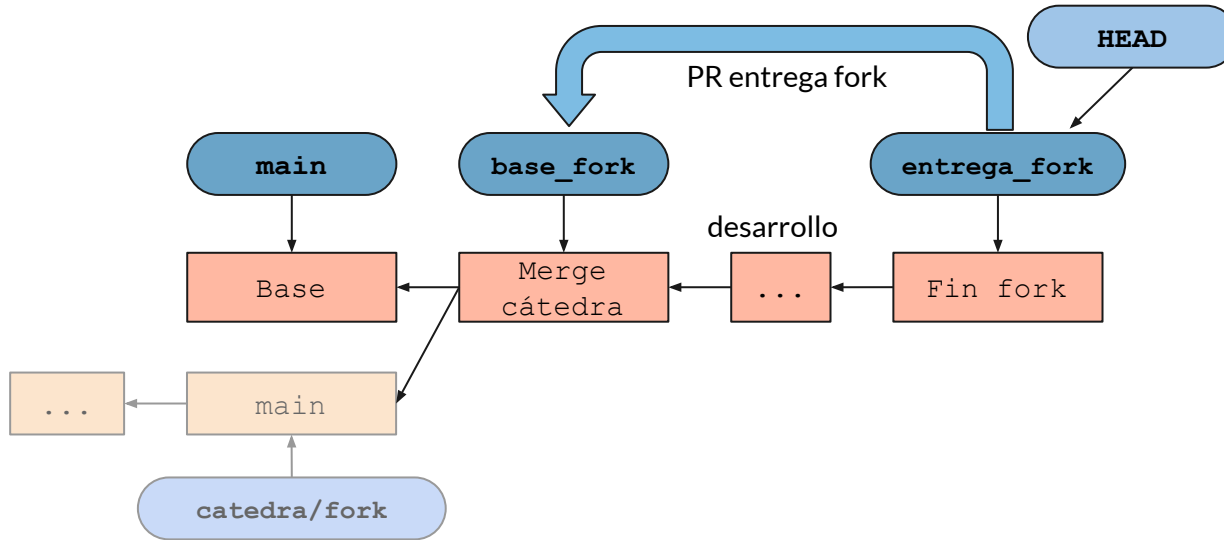 HEAD
PR entrega fork
main
base_fork
entrega_fork
desarrollo
Base
Merge
cátedra
...
Fin fork
...
main
catedra/fork